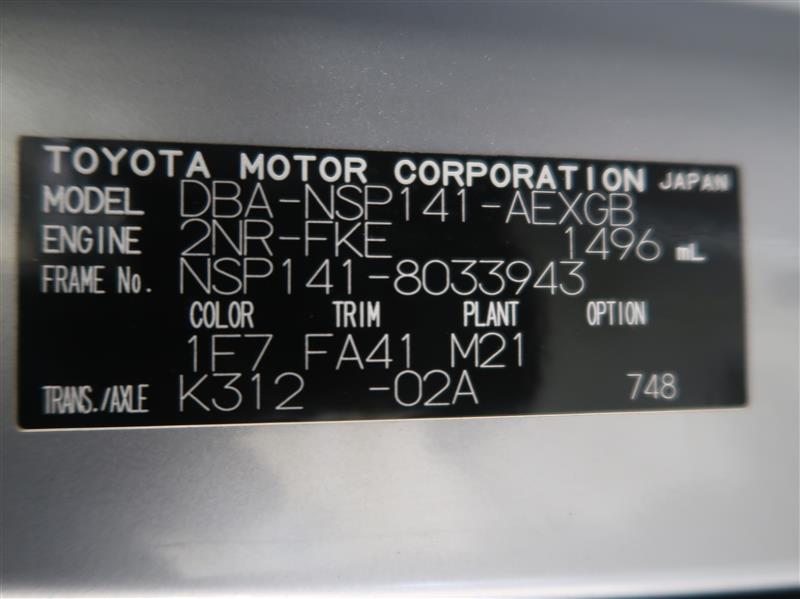 TOYOTA MOTOR CORPORATION JAPAN
MODEL DBA-NSP141-AEXGB
ENGINE 2NR-FKE 1496 mL
FRAME No. NSP141-8033943
COLOR TRIM PLANT OPTION
1E7 FA41 M21
TRANS./AXLE K312 -02A 748